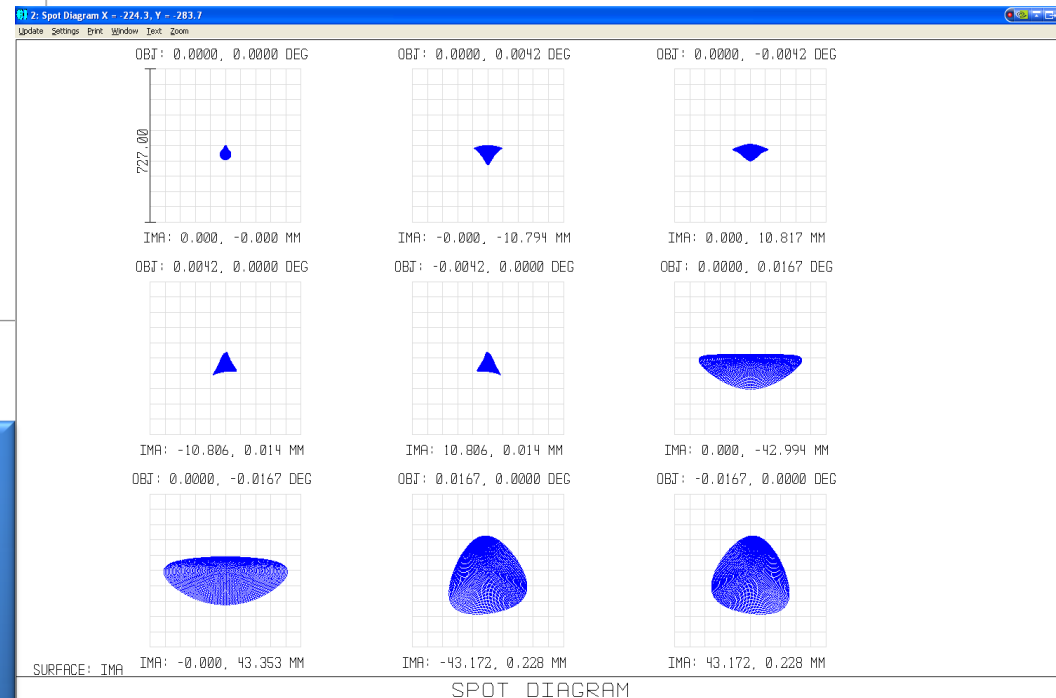 2: Spot Diagram X = -224.3, Y = -283.7
Update Settings Print Window Text Zoom
OBJ: 0.0000, 0.0000 DEG
OBJ: 0.0000, 0.0042 DEG
OBJ: 0.0000, -0.0042 DEG
727.00
IMA: 0.000, -0.000 MM
IMA: -0.000, -10.794 MM
IMA: 0.000, 10.817 MM
OBJ: 0.0042, 0.0000 DEG
OBJ: -0.0042, 0.0000 DEG
OBJ: 0.0000, 0.0167 DEG
IMA: -10.806, 0.014 MM
IMA: 10.806, 0.014 MM
IMA: 0.000, -42.994 MM
OBJ: 0.0000, -0.0167 DEG
OBJ: 0.0167, 0.0000 DEG
OBJ: -0.0167, 0.0000 DEG
IMA: -0.000, 43.353 MM
IMA: -43.172, 0.228 MM
IMA: 43.172, 0.228 MM
SURFACE: IMA
SPOT DIAGRAM